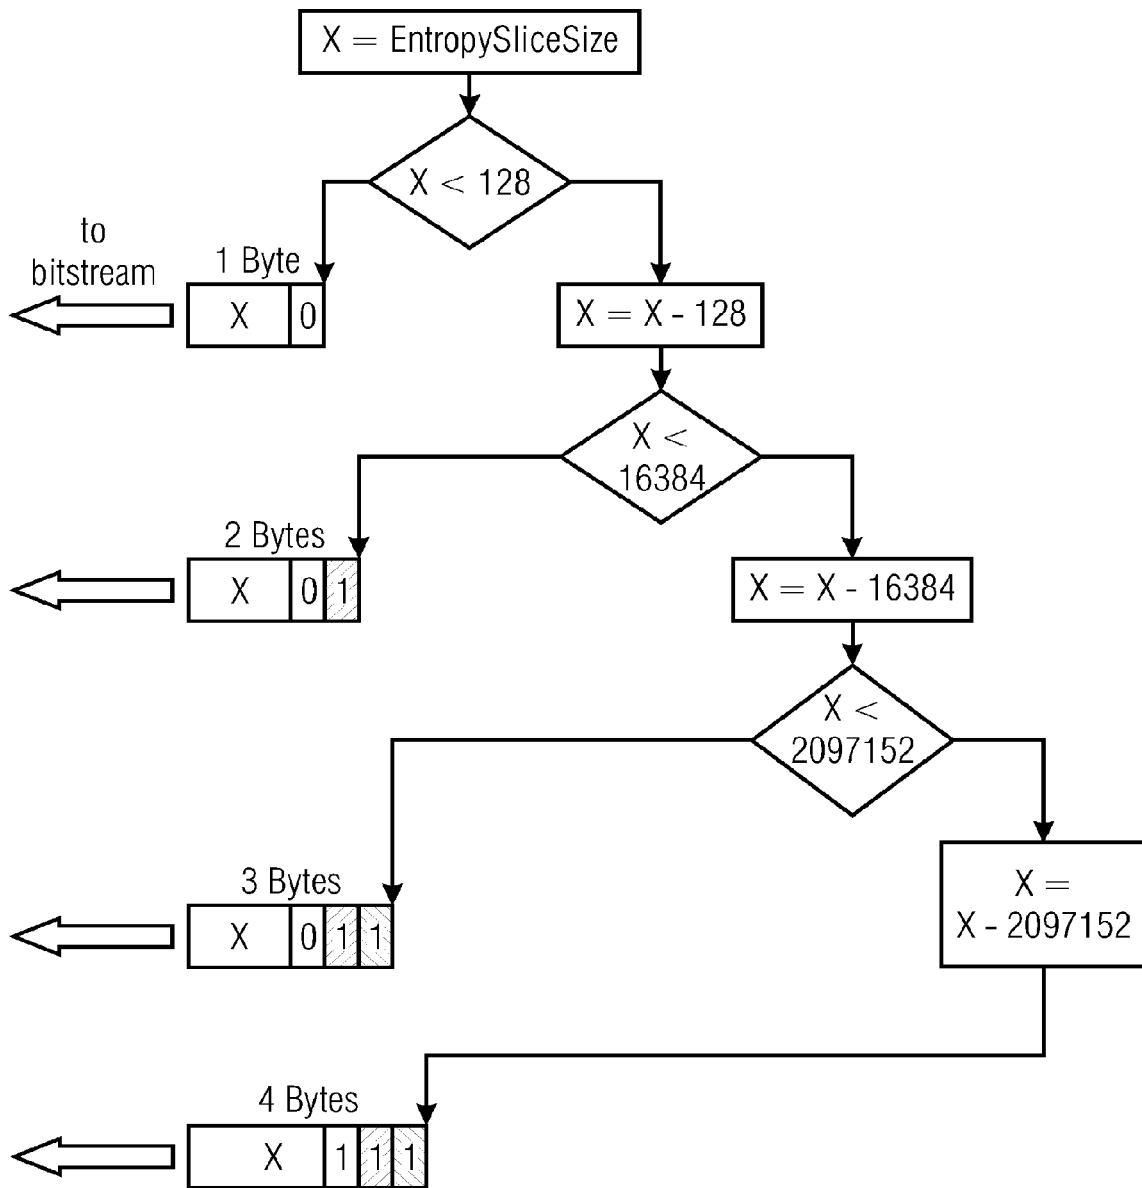 X = EntropySliceSize
X < 128
to
bitstream
1 Byte
X 0
X = X - 128
X <
16384
2 Bytes
X 0 1
X = X - 16384
X <
2097152
3 Bytes
X 0 1 1
X =
X - 2097152
4 Bytes
X 1 1 1